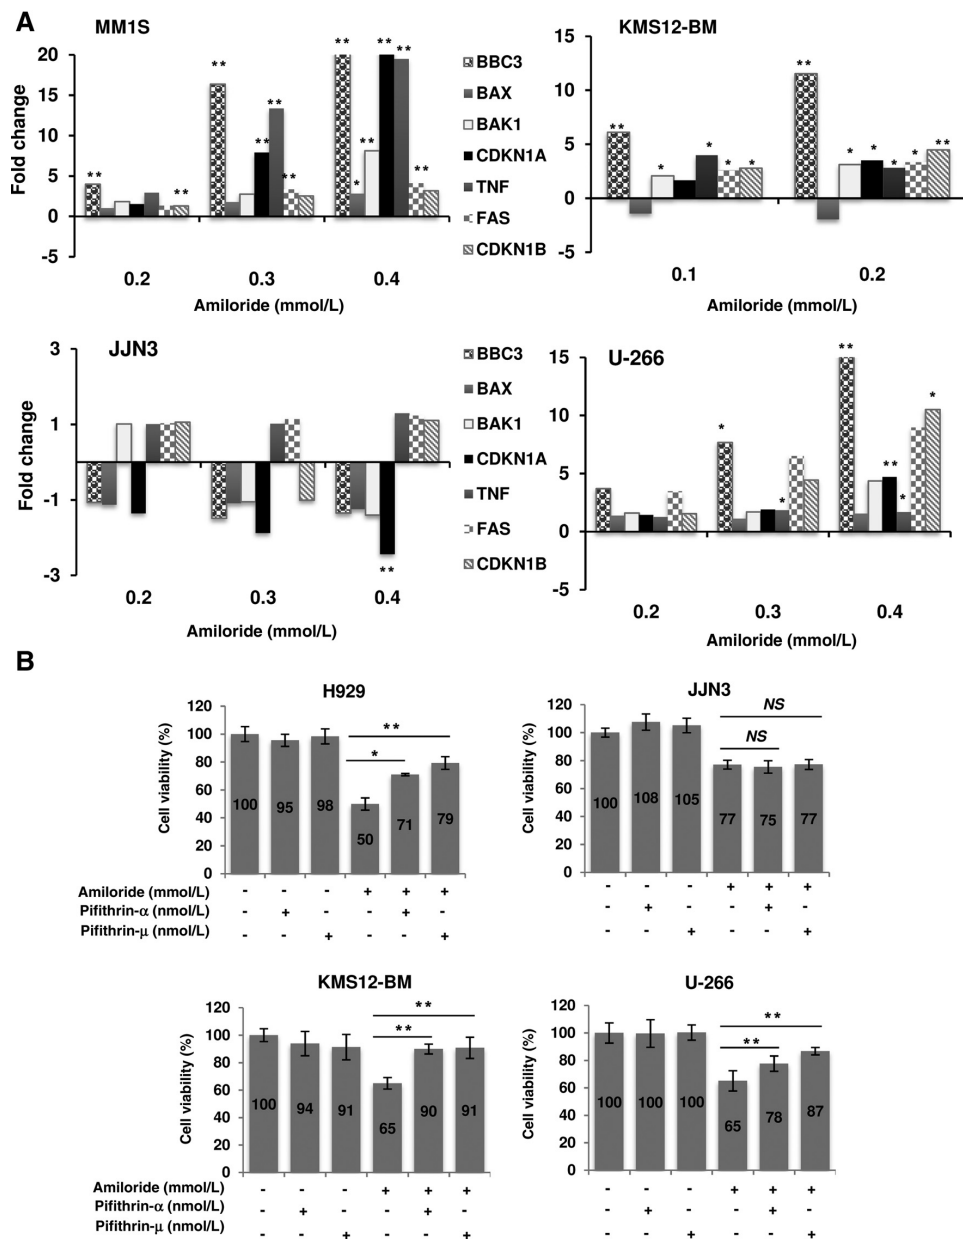 A
MM1S
Fold change
20
15
10
5
0
-5
** ** ** ** ** ** ** ** ** ** * **
0.2 0.3 0.4
Amiloride (mmol/L)
BBC3
BAX
BAK1
CDKN1A
TNF
FAS
CDKN1B
KMS12-BM
15
10
5
0
-5
** * * * * ** * * * * **
0.1 0.2
Amiloride (mmol/L)
JJN3
Fold change
3
1
-1
-3
**
0.2 0.3 0.4
Amiloride (mmol/L)
BBC3
BAX
BAK1
CDKN1A
TNF
FAS
CDKN1B
U-266
15
10
5
0
-5
* * ** ** * *
0.2 0.3 0.4
Amiloride (mmol/L)
B
H929
Cell viability (%)
120
100
80
60
40
20
0
**
*
100 95 98 50 71 79
Amiloride (mmol/L) - - - + + +
Pifithrin-α (nmol/L) - + - - + -
Pifithrin-μ (nmol/L) - - + - - +
JJN3
Cell viability (%)
120
100
80
60
40
20
0
NS
NS
100 108 105 77 75 77
- - - + + +
- + - - + -
- - + - - +
KMS12-BM
Cell viability (%)
120
100
80
60
40
20
0
**
**
100 94 91 65 90 91
Amiloride (mmol/L) - - - + + +
Pifithrin-α (nmol/L) - + - - + -
Pifithrin-μ (nmol/L) - - + - - +
U-266
Cell viability (%)
120
100
80
60
40
20
0
**
**
100 100 100 65 78 87
- - - + + +
- + - - + -
- - + - - +